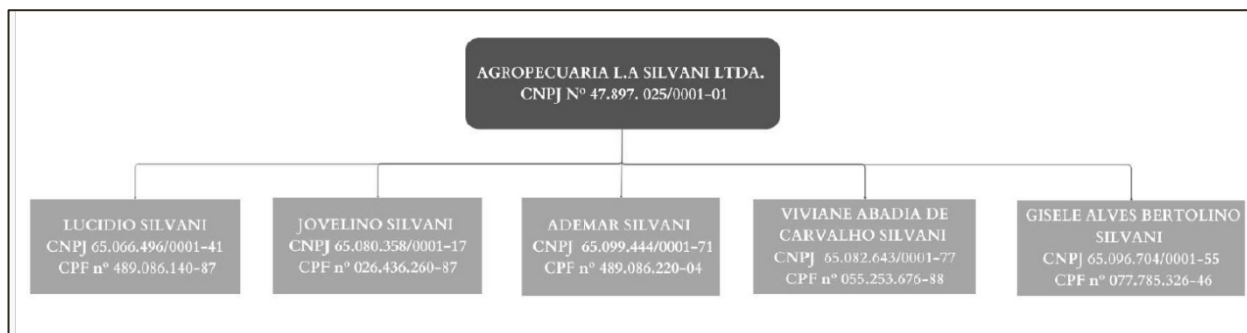 AGROPECUARIA L.A SILVANI LTDA.
CNPJ Nº 47.897. 025/0001-01
LUCIDIO SILVANI
CNPJ 65.066.496/0001-41
CPF nº 489.086.140-87
JOVELINO SILVANI
CNPJ 65.080.358/0001-17
CPF nº 026.436.260-87
ADEMAR SILVANI
CNPJ 65.099.444/0001-71
CPF nº 489.086.220-04
VIVIANE ABADIA DE
CARVALHO SILVANI
CNPJ 65.082.643/0001-77
CPF nº 055.253.676-88
GISELE ALVES BERTOLINO
SILVANI
CNPJ 65.096.704/0001-55
CPF nº 077.785.326-46